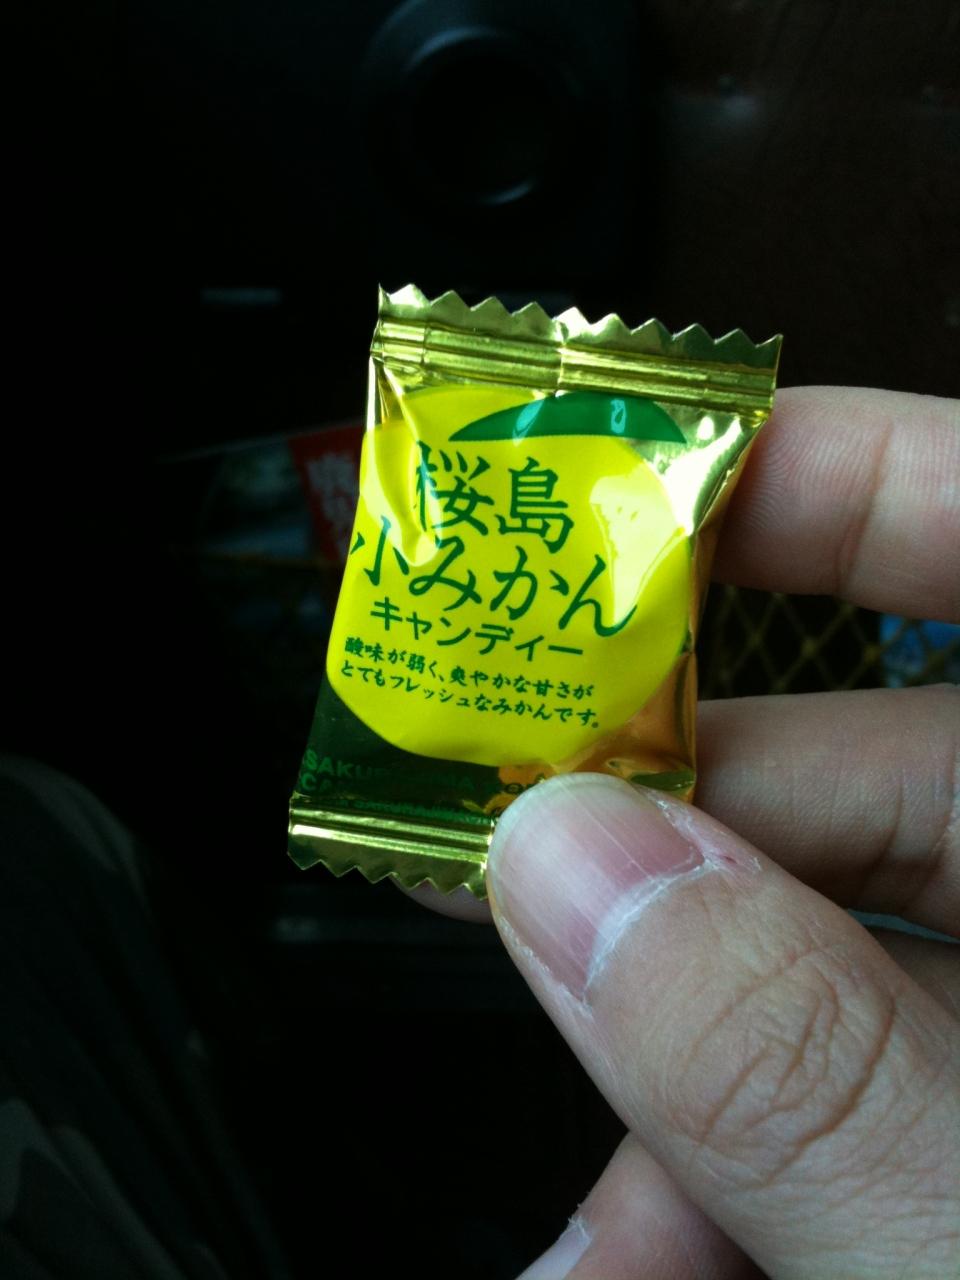 桜島
小みかん
キャンディー
酸味が弱く、爽やかな甘さが
とてもフレッシュなみかんです。